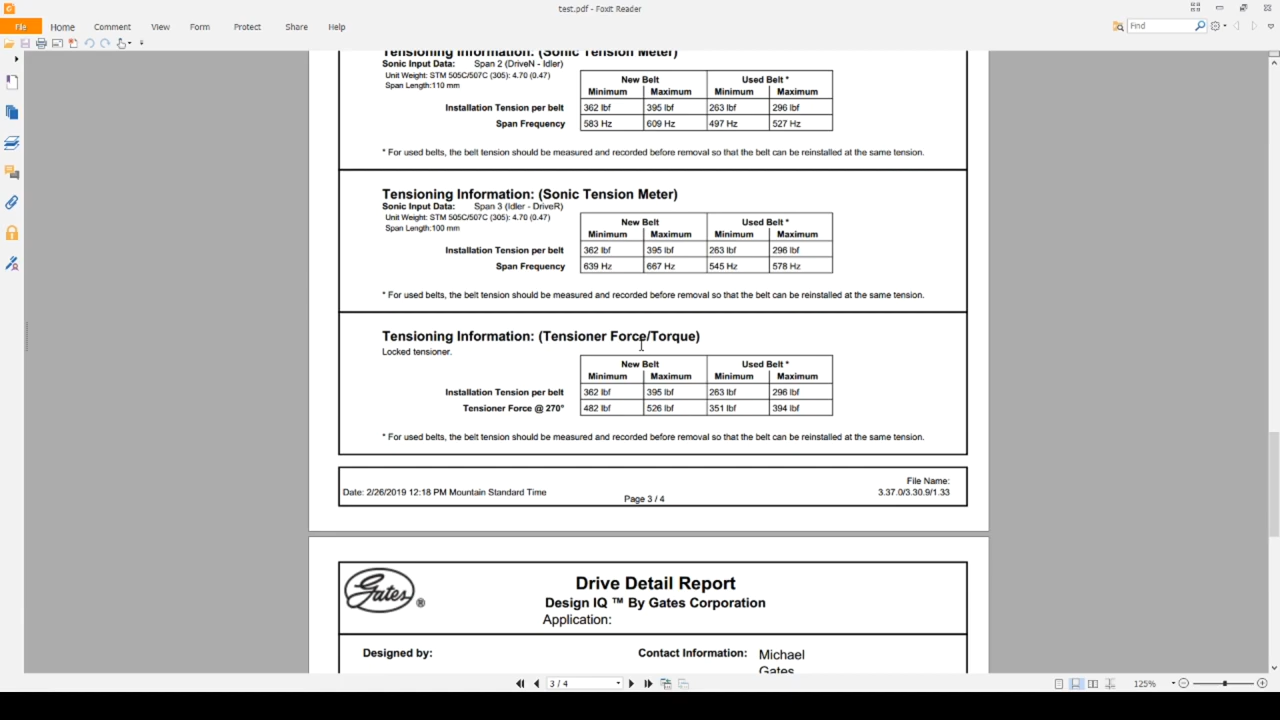 test.pdf - Foxit Reader
File Home Comment View Form Protect Share Help
Find
Tensioning Information: (Sonic Tension Meter)
Sonic Input Data: Span 2 (DriveN - Idler)
Unit Weight: STM 505C/507C (305): 4.70 (0.47)
Span Length:110 mm
New Belt Used Belt *
Minimum Maximum Minimum Maximum
Installation Tension per belt 362 lbf 395 lbf 263 lbf 296 lbf
Span Frequency 583 Hz 609 Hz 497 Hz 527 Hz
* For used belts, the belt tension should be measured and recorded before removal so that the belt can be reinstalled at the same tension.
Tensioning Information: (Sonic Tension Meter)
Sonic Input Data: Span 3 (Idler - DriveR)
Unit Weight: STM 505C/507C (305): 4.70 (0.47)
Span Length:100 mm
New Belt Used Belt *
Minimum Maximum Minimum Maximum
Installation Tension per belt 362 lbf 395 lbf 263 lbf 296 lbf
Span Frequency 639 Hz 667 Hz 545 Hz 578 Hz
* For used belts, the belt tension should be measured and recorded before removal so that the belt can be reinstalled at the same tension.
Tensioning Information: (Tensioner Force/Torque)
Locked tensioner.
New Belt Used Belt *
Minimum Maximum Minimum Maximum
Installation Tension per belt 362 lbf 395 lbf 263 lbf 296 lbf
Tensioner Force @ 270° 482 lbf 526 lbf 351 lbf 394 lbf
* For used belts, the belt tension should be measured and recorded before removal so that the belt can be reinstalled at the same tension.
File Name:
Date: 2/26/2019 12:18 PM Mountain Standard Time 3.37.0/3.30.9/1.33
Page 3 / 4
Gates ®
Drive Detail Report
Design IQ ™ By Gates Corporation
Application:
Designed by: Contact Information: Michael
Gates
3 / 4 125%